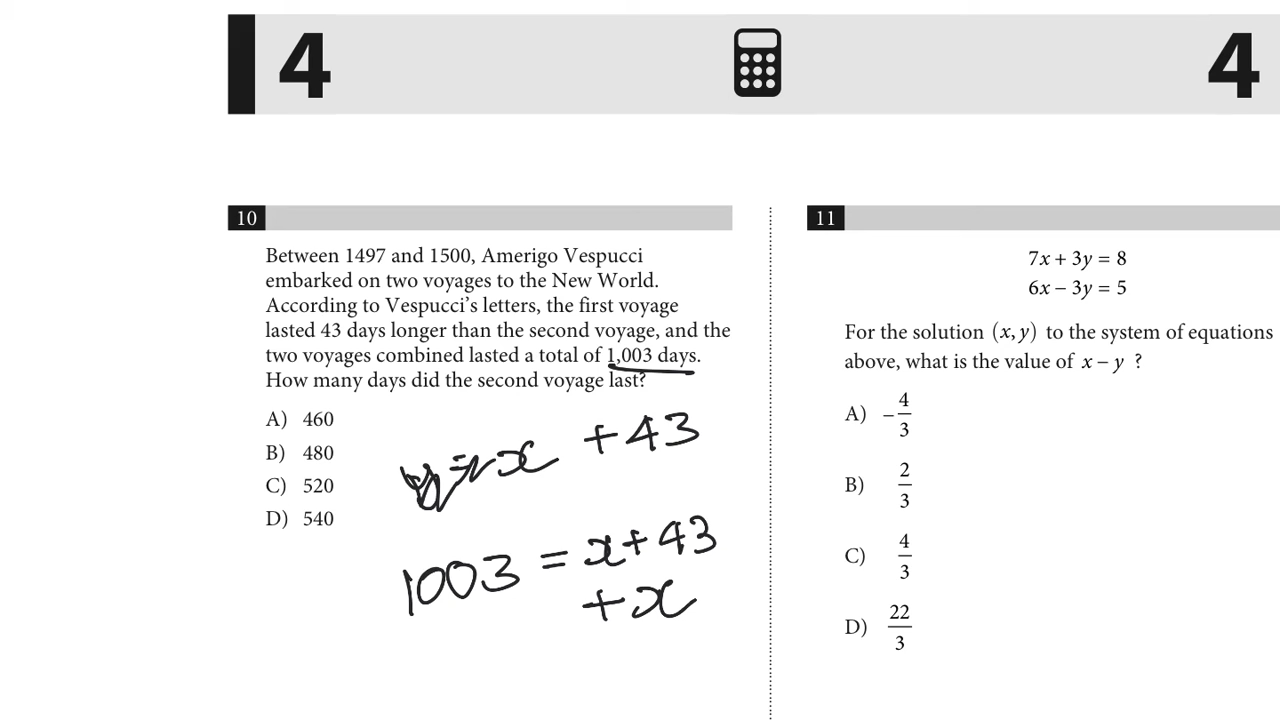 4 4
10
Between 1497 and 1500, Amerigo Vespucci
embarked on two voyages to the New World.
According to Vespucci’s letters, the first voyage
lasted 43 days longer than the second voyage, and the
two voyages combined lasted a total of 1,003 days.
How many days did the second voyage last?
A) 460
B) 480
C) 520
D) 540
x + 43
1003 = x + 43
+ x
11
7x + 3y = 8
6x − 3y = 5
For the solution (x, y) to the system of equations
above, what is the value of x − y ?
A) −4/3
B) 2/3
C) 4/3
D) 22/3